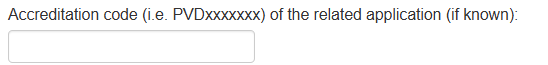 Accreditation code (i.e. PVDxxxxxxx) of the related application (if known):